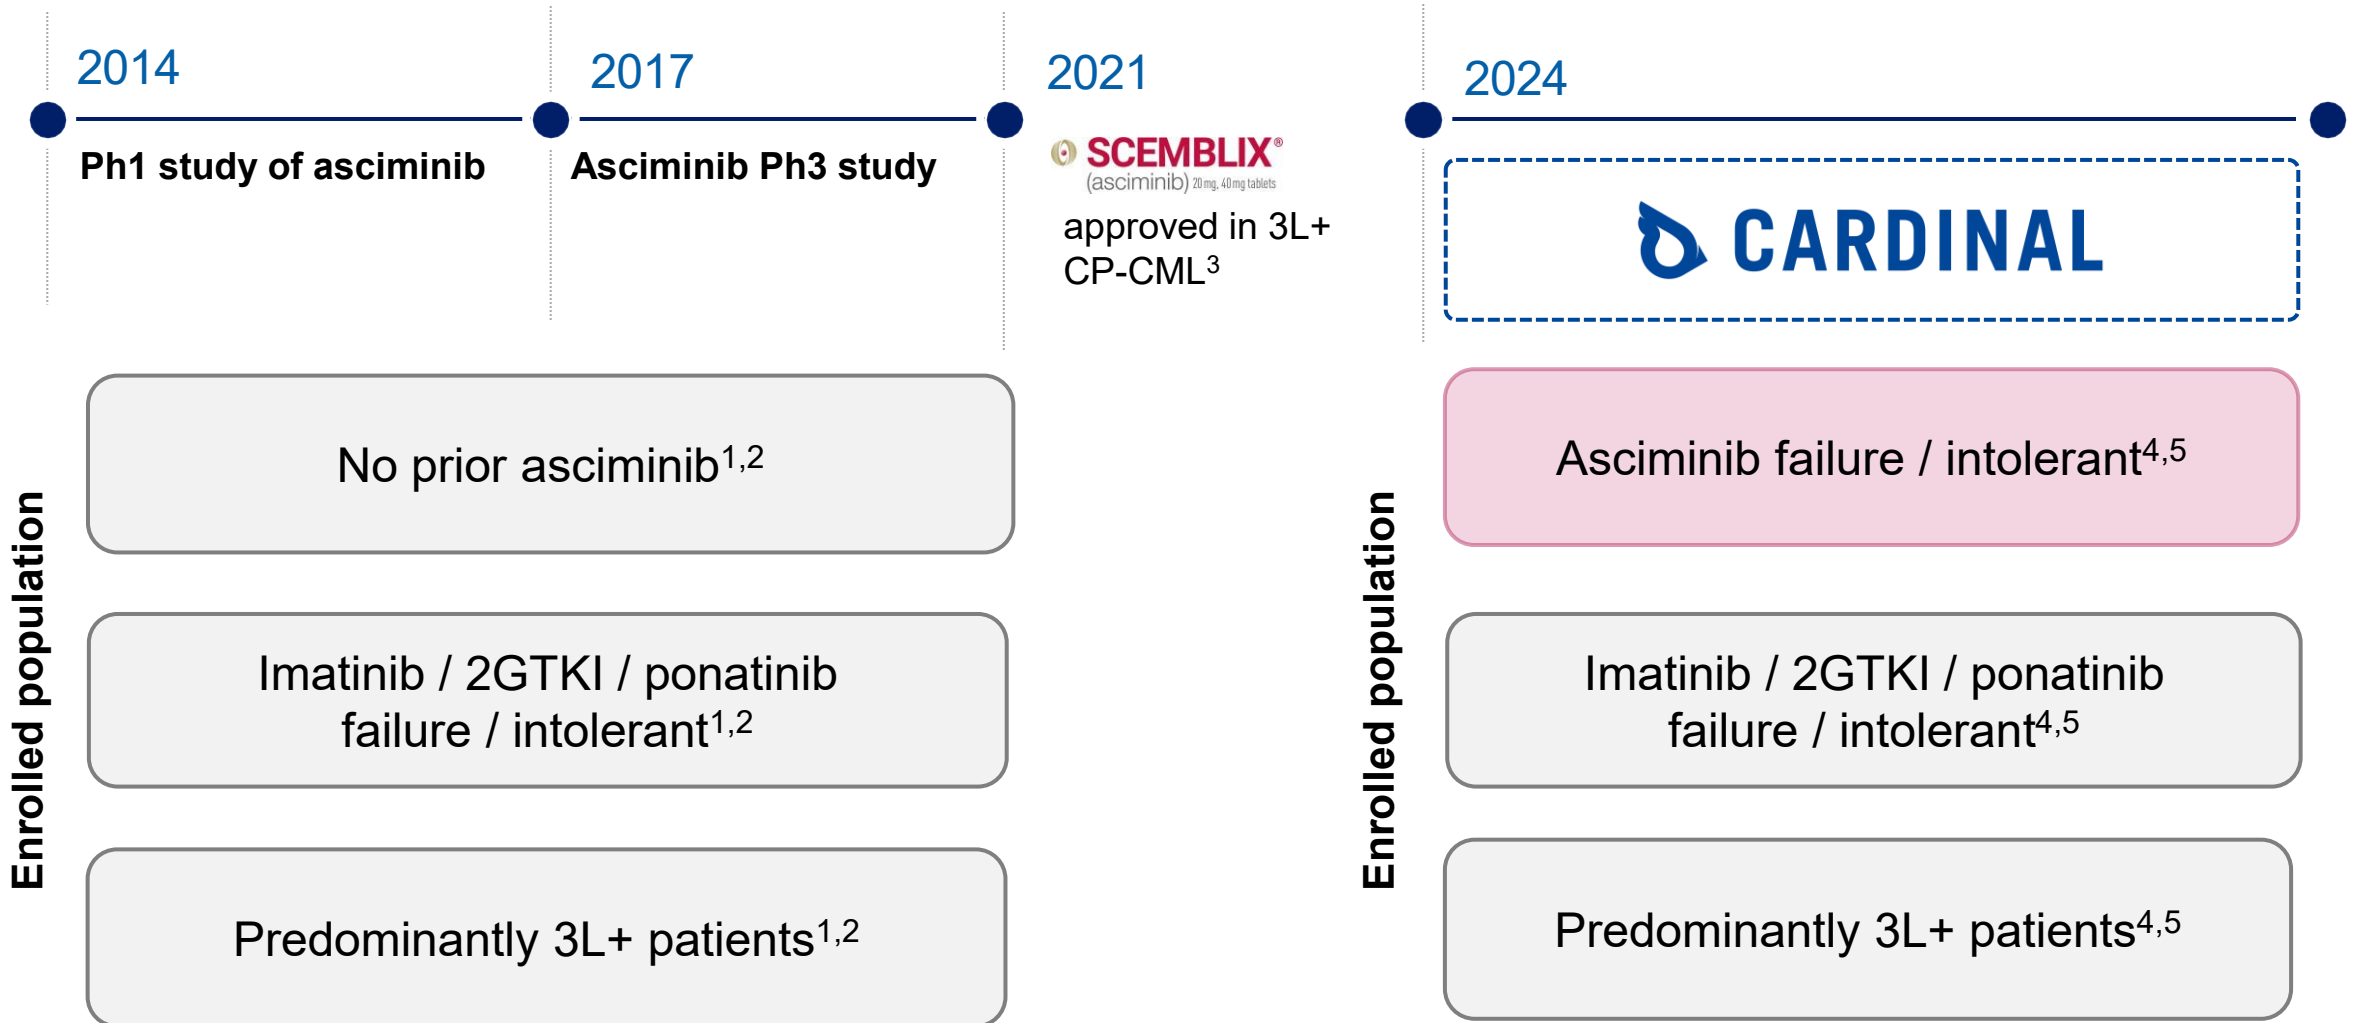 2014
2017
2021
2024
Ph1 study of asciminib
Asciminib Ph3 study
SCEMBLIX®
(asciminib) 20 mg, 40 mg tablets
approved in 3L+
CP-CML3
CARDINAL
Enrolled population
No prior asciminib1,2
Imatinib / 2GTKI / ponatinib
failure / intolerant1,2
Predominantly 3L+ patients1,2
Enrolled population
Asciminib failure / intolerant4,5
Imatinib / 2GTKI / ponatinib
failure / intolerant4,5
Predominantly 3L+ patients4,5